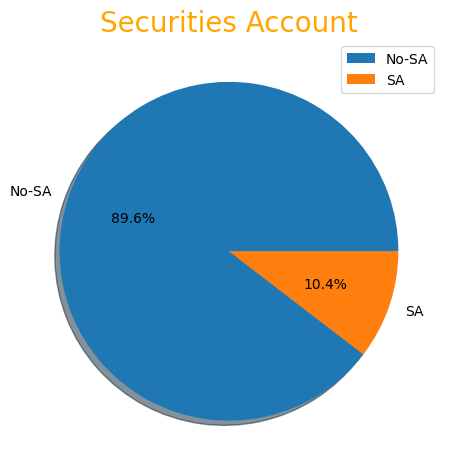 Securities Account
No-SA
SA
No-SA
89.6%
10.4%
SA